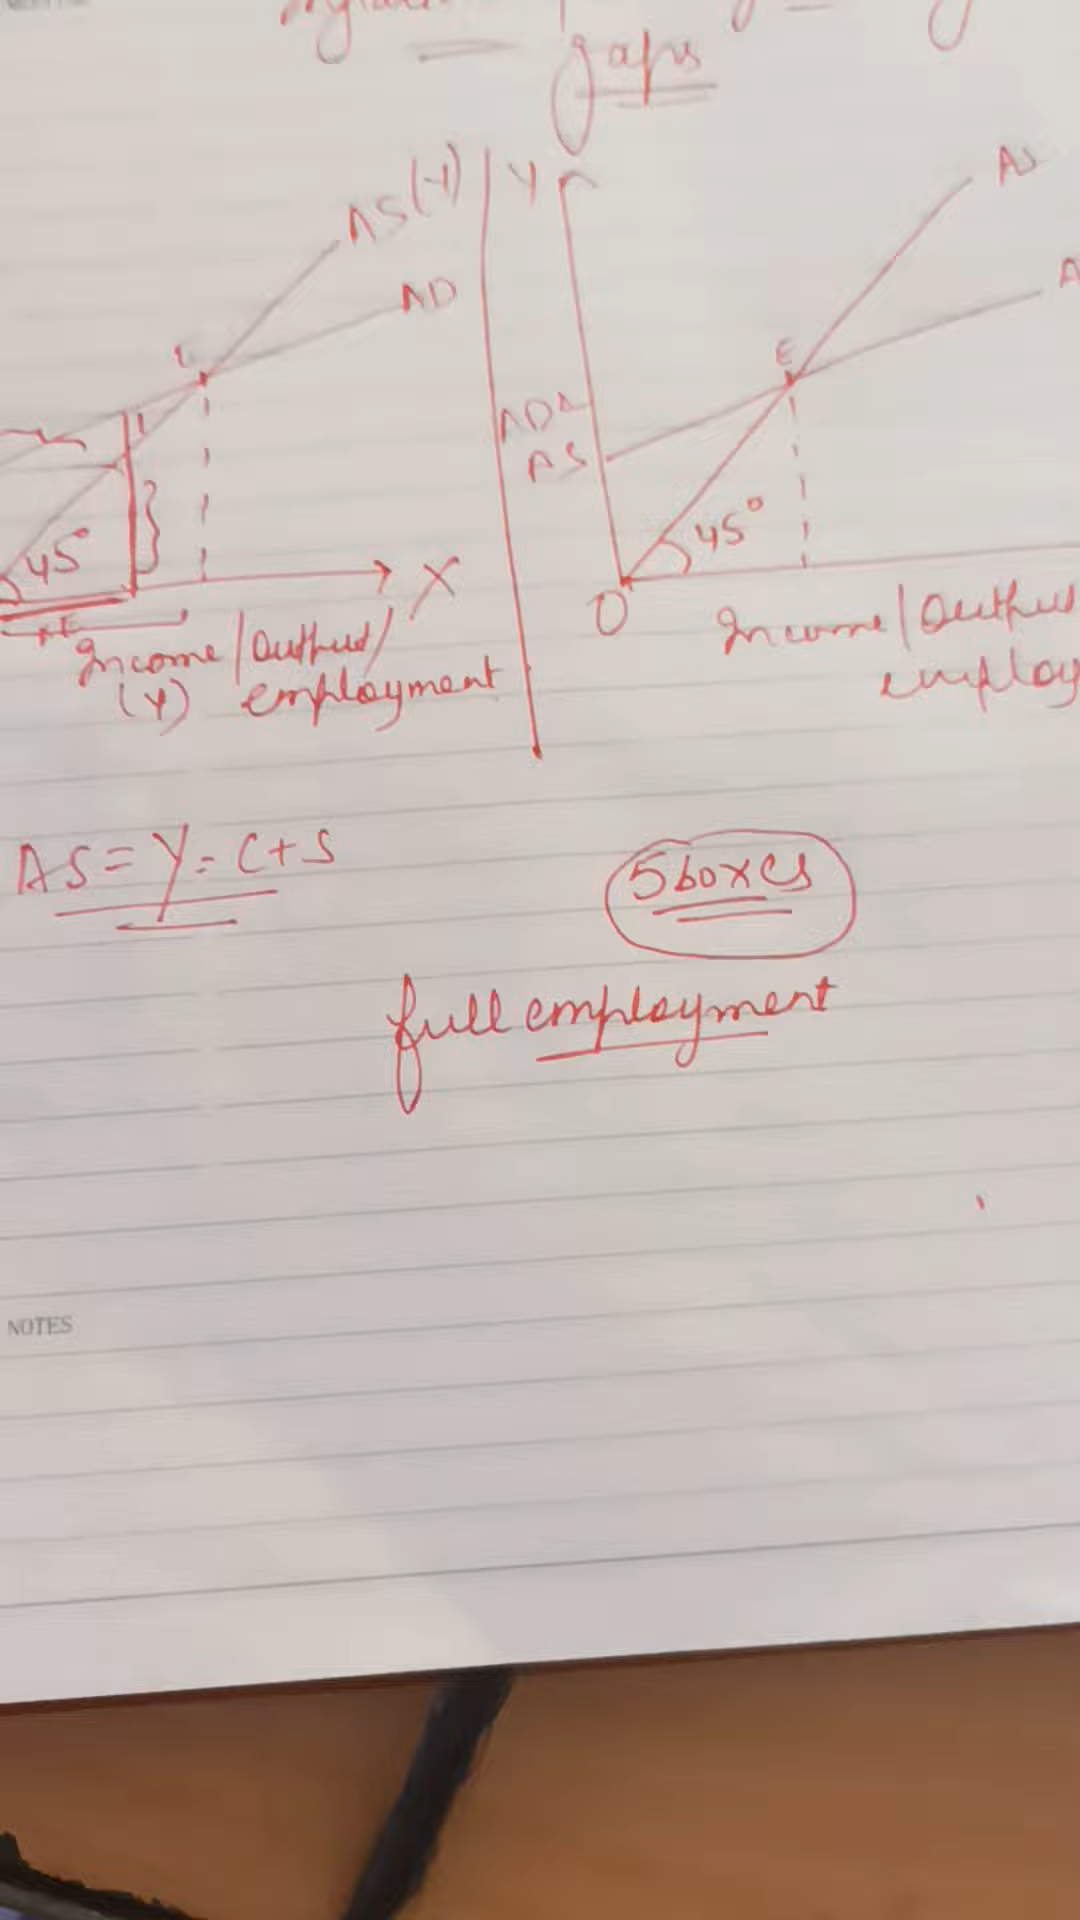 gaps
AS(Y)
AD
E
45°
X
Income/Output/
(Y) employment
Y
AS
E
AD&
AS
45°
O
Income/Output
employ
AS = Y = C+S
5 boxes
full employment
NOTES